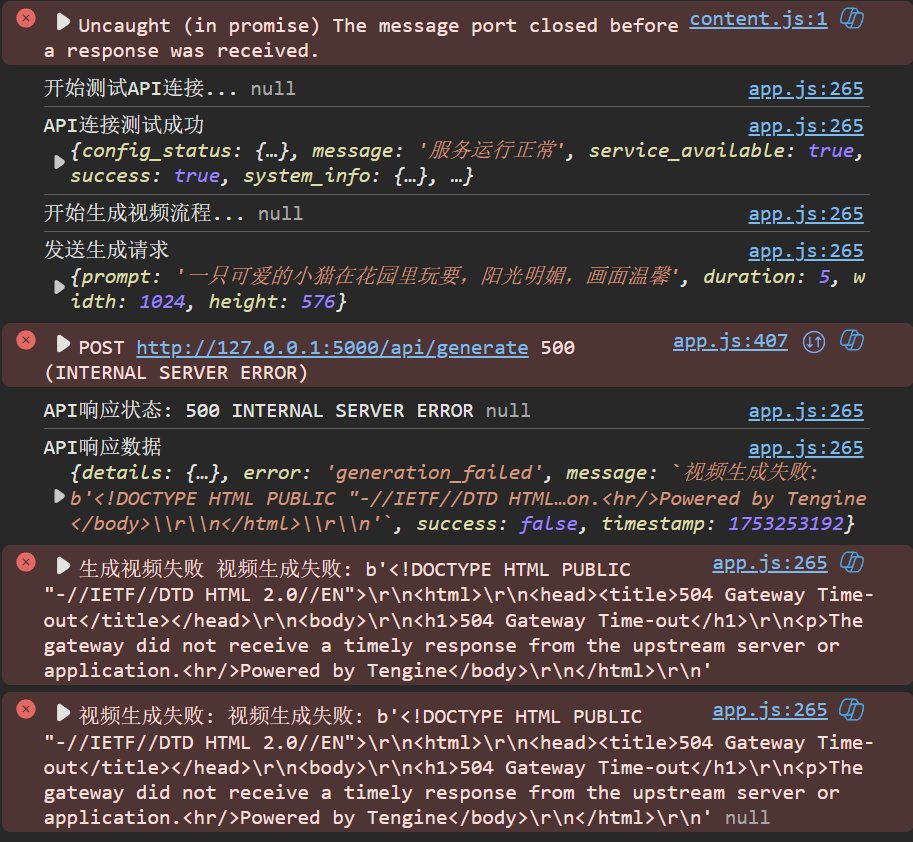 Uncaught (in promise) The message port closed before content.js:1
a response was received.
开始测试API连接... null app.js:265
API连接测试成功 app.js:265
{config_status: {…}, message: '服务运行正常', service_available: true,
success: true, system_info: {…}, …}
开始生成视频流程... null app.js:265
发送生成请求 app.js:265
{prompt: '一只可爱的小猫在花园里玩耍，阳光明媚，画面温馨', duration: 5, w
idth: 1024, height: 576}
POST http://127.0.0.1:5000/api/generate 500 app.js:407
(INTERNAL SERVER ERROR)
API响应状态: 500 INTERNAL SERVER ERROR null app.js:265
API响应数据 app.js:265
{details: {…}, error: 'generation_failed', message: `视频生成失败:
b'<!DOCTYPE HTML PUBLIC "-//IETF//DTD HTML…on.<hr/>Powered by Tengine
</body>\\r\\n</html>\\r\\n'`, success: false, timestamp: 1753253192}
生成视频失败 视频生成失败: b'<!DOCTYPE HTML PUBLIC app.js:265
"-//IETF//DTD HTML 2.0//EN">\r\n<html>\r\n<head><title>504 Gateway Time-
out</title></head>\r\n<body>\r\n<h1>504 Gateway Time-out</h1>\r\n<p>The
gateway did not receive a timely response from the upstream server or
application.<hr/>Powered by Tengine</body>\r\n</html>\r\n'
视频生成失败: 视频生成失败: b'<!DOCTYPE HTML PUBLIC app.js:265
"-//IETF//DTD HTML 2.0//EN">\r\n<html>\r\n<head><title>504 Gateway Time-
out</title></head>\r\n<body>\r\n<h1>504 Gateway Time-out</h1>\r\n<p>The
gateway did not receive a timely response from the upstream server or
application.<hr/>Powered by Tengine</body>\r\n</html>\r\n' null